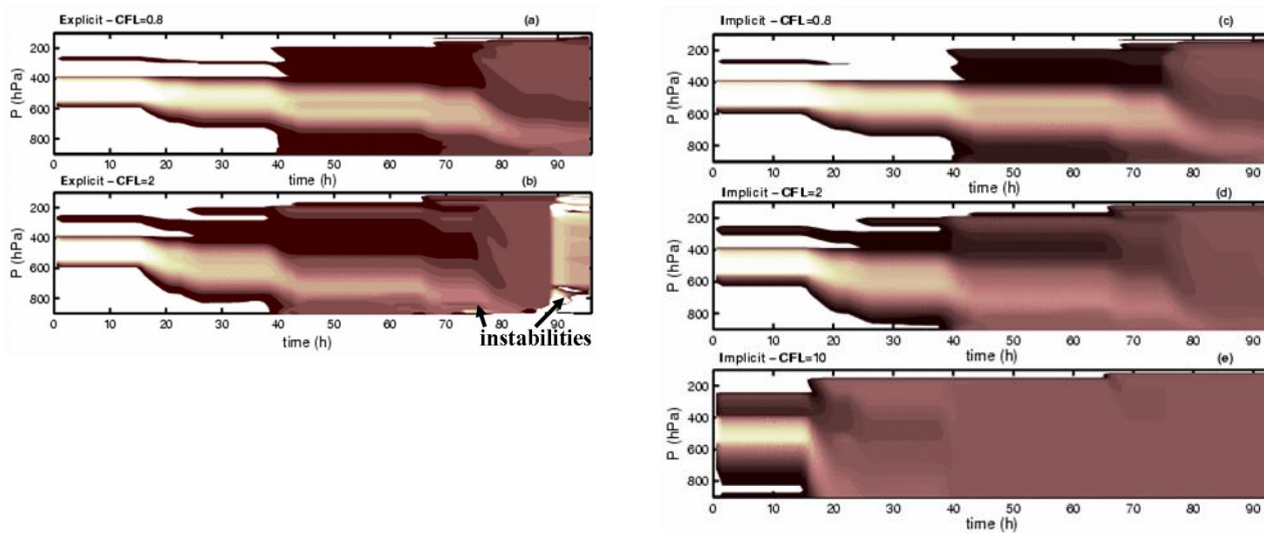 Explicit – CFL=0.8 (a)
P (hPa)
200
400
600
800
0 10 20 30 40 50 60 70 80 90
time (h)
Explicit – CFL=2 (b)
P (hPa)
200
400
600
800
instabilities
0 10 20 30 40 50 60 70 80 90
time (h)
Implicit – CFL=0.8 (c)
P (hPa)
200
400
600
800
0 10 20 30 40 50 60 70 80 90
time (h)
Implicit – CFL=2 (d)
P (hPa)
200
400
600
800
0 10 20 30 40 50 60 70 80 90
time (h)
Implicit – CFL=10 (e)
P (hPa)
200
400
600
800
0 10 20 30 40 50 60 70 80 90
time (h)